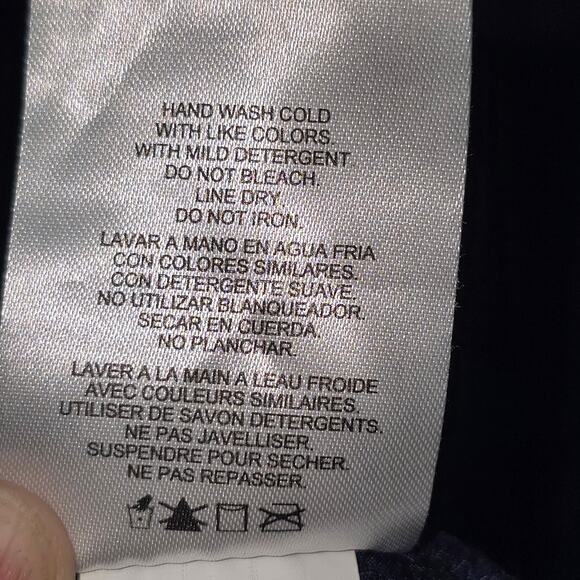 HAND WASH COLD
WITH LIKE COLORS
WITH MILD DETERGENT.
DO NOT BLEACH.
LINE DRY.
DO NOT IRON.
LAVAR A MANO EN AGUA FRIA
CON COLORES SIMILARES.
CON DETERGENTE SUAVE.
NO UTILIZAR BLANQUEADOR.
SECAR EN CUERDA.
NO PLANCHAR.
LAVER A LA MAIN A LEAU FROIDE
AVEC COULEURS SIMILAIRES.
UTILISER DE SAVON DETERGENTS.
NE PAS JAVELLISER.
SUSPENDRE POUR SECHER.
NE PAS REPASSER.